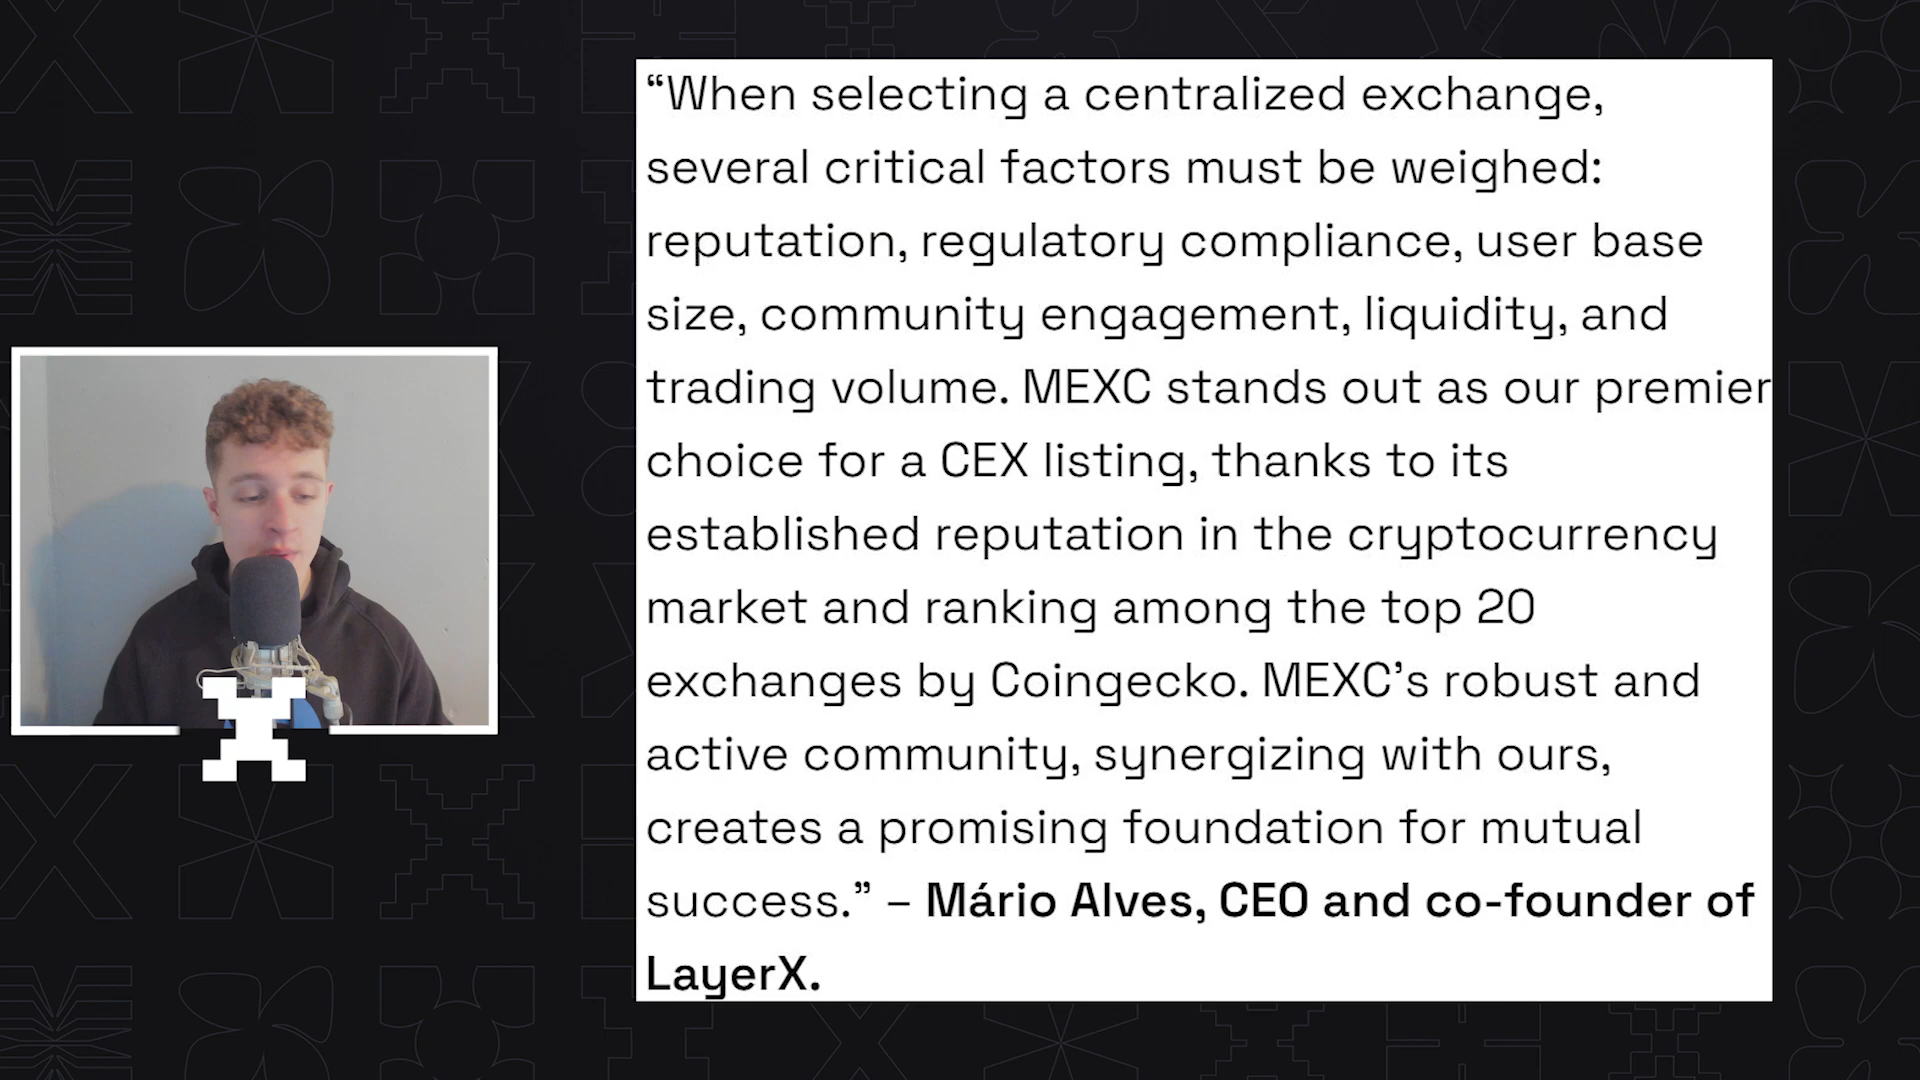 “When selecting a centralized exchange,
several critical factors must be weighed:
reputation, regulatory compliance, user base
size, community engagement, liquidity, and
trading volume. MEXC stands out as our premier
choice for a CEX listing, thanks to its
established reputation in the cryptocurrency
market and ranking among the top 20
exchanges by Coingecko. MEXC’s robust and
active community, synergizing with ours,
creates a promising foundation for mutual
success.” – Mário Alves, CEO and co-founder of
LayerX.